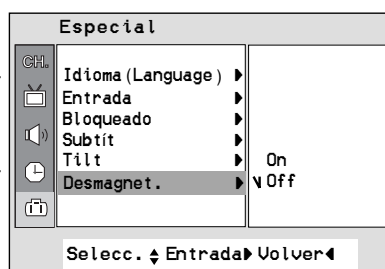 Especial
CH.
Idioma (Language)
Entrada
Bloqueado
Subtít
Tilt
On
Desmagnet.
Off
Selecc. Entrada Volver